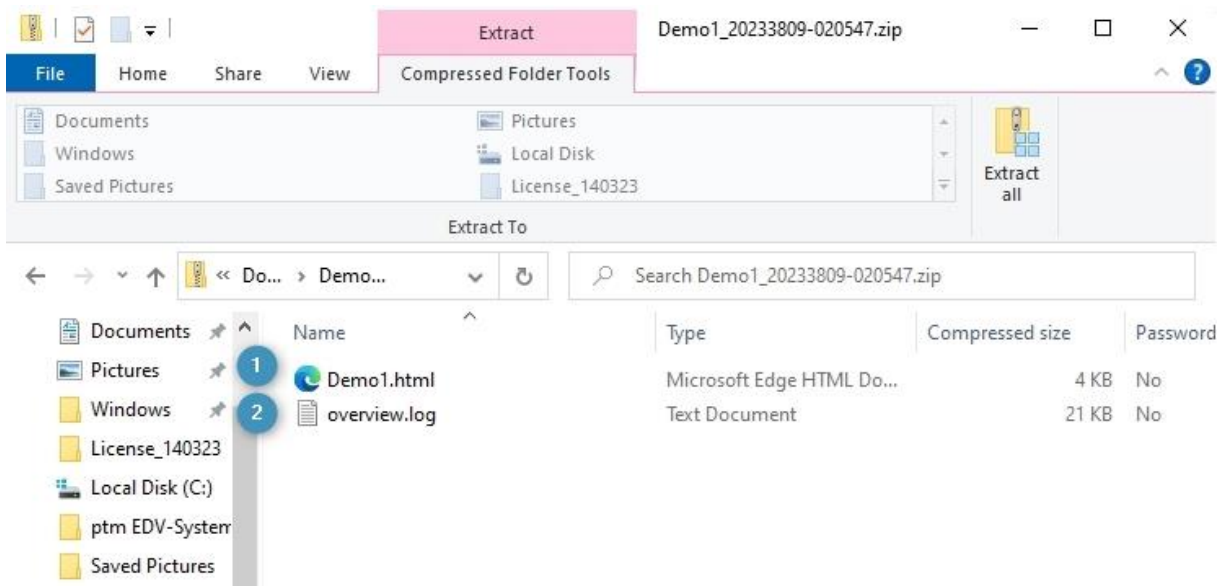 Extract
Demo1_20233809-020547.zip
File Home Share View Compressed Folder Tools
Documents Pictures
Windows Local Disk
Saved Pictures License_140323
Extract all
Extract To
« Do... › Demo... Search Demo1_20233809-020547.zip
Documents
Pictures
Windows
License_140323
Local Disk (C:)
ptm EDV-System
Saved Pictures
Name Type Compressed size Password
1 Demo1.html Microsoft Edge HTML Do... 4 KB No
2 overview.log Text Document 21 KB No